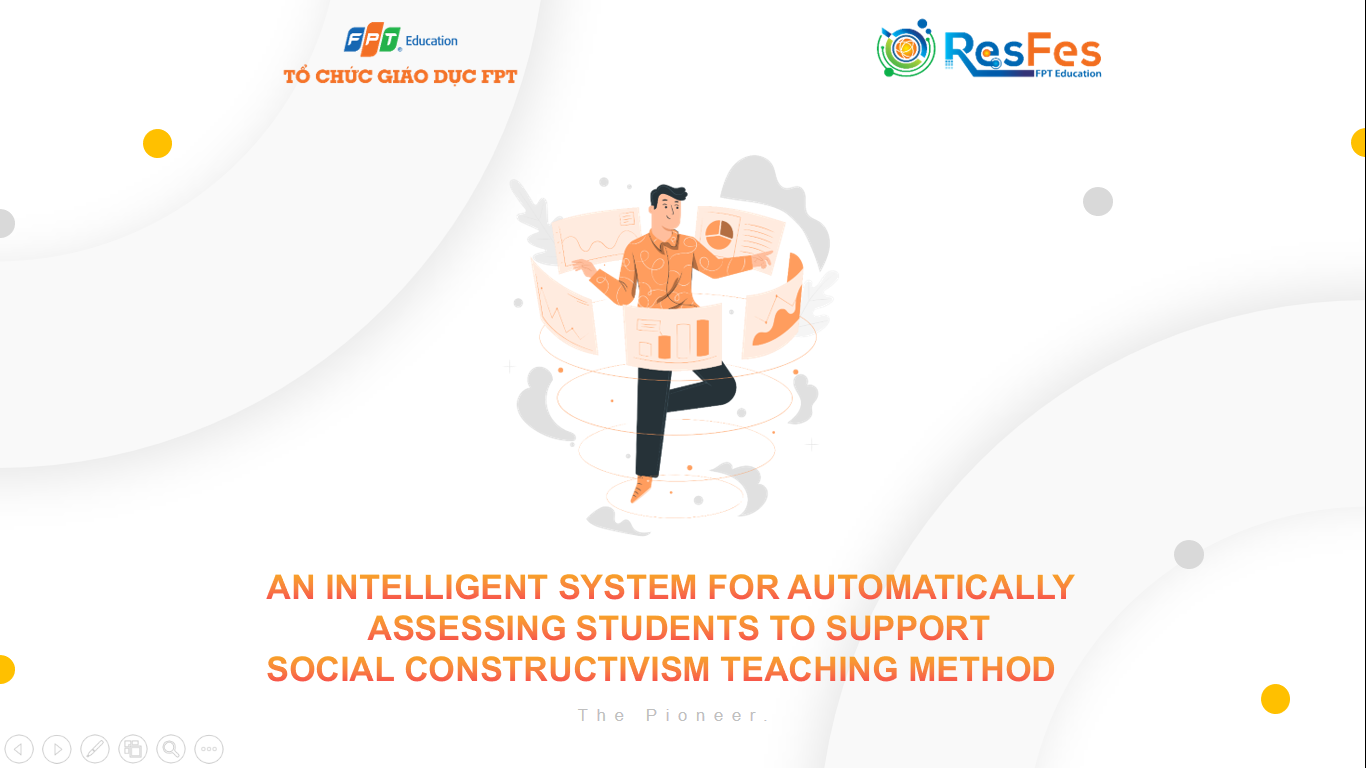 FPT Education
TỔ CHỨC GIÁO DỤC FPT
ResFes
FPT Education
AN INTELLIGENT SYSTEM FOR AUTOMATICALLY
ASSESSING STUDENTS TO SUPPORT
SOCIAL CONSTRUCTIVISM TEACHING METHOD
The Pioneer.